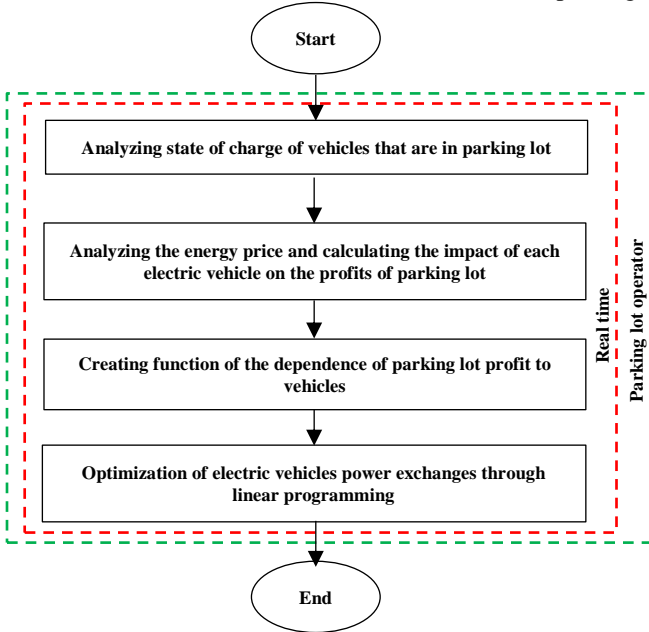 Start
Analyzing state of charge of vehicles that are in parking lot
Analyzing the energy price and calculating the impact of each
electric vehicle on the profits of parking lot
Creating function of the dependence of parking lot profit to
vehicles
Optimization of electric vehicles power exchanges through
linear programming
Real time
Parking lot operator
End